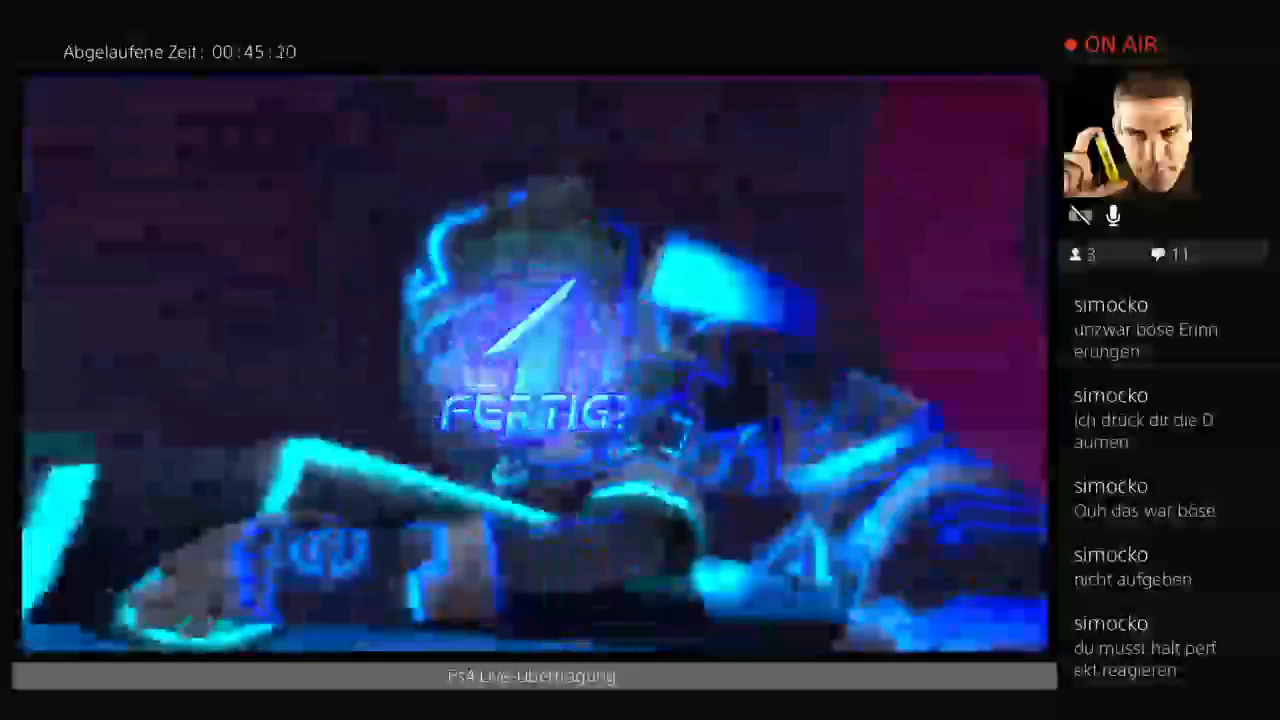 Abgelaufene Zeit: 00:45:20
ON AIR
3
11
FERTIG!
simocko
unzwar böse Erinn
erungen
simocko
Ich drück dir die D
aumen
simocko
Ouh das war böse
simocko
nicht aufgeben
simocko
du musst halt perf
ekt reagieren
Ps4 Live-Übertragung